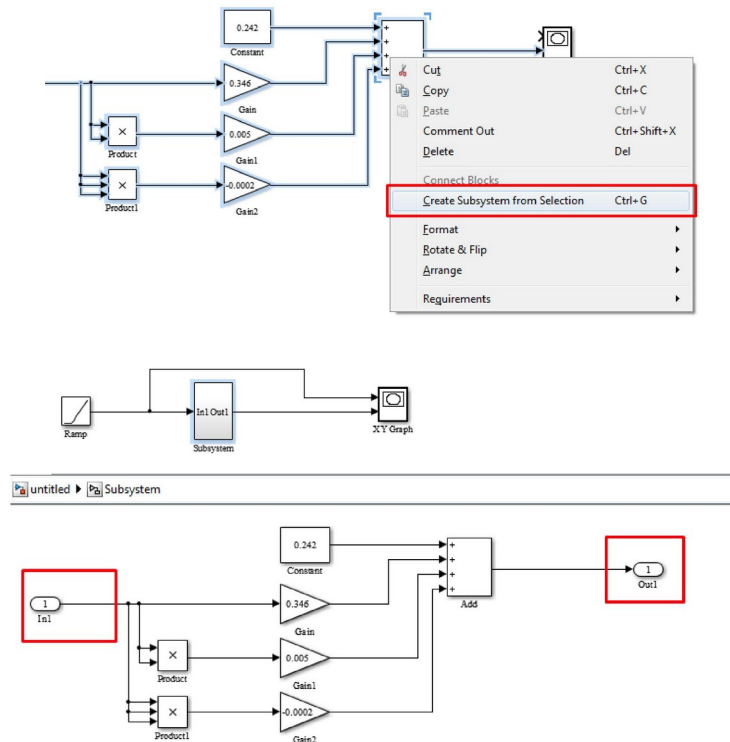 0.242
Constant
0.346
Gain
×
0.005
Product
Gain1
×
-0.0002
Product1
Gain2
Cut Ctrl+X
Copy Ctrl+C
Paste Ctrl+V
Comment Out Ctrl+Shift+X
Delete Del
Connect Blocks
Create Subsystem from Selection Ctrl+G
Format
Rotate & Flip
Arrange
Requirements
Ramp
In1 Out1
Subsystem
XY Graph
untitled Subsystem
0.242
Constant
+
+
+
+
Add
1
Out1
1
In1
0.346
Gain
×
0.005
Product
Gain1
×
-0.0002
Product1
Gain2